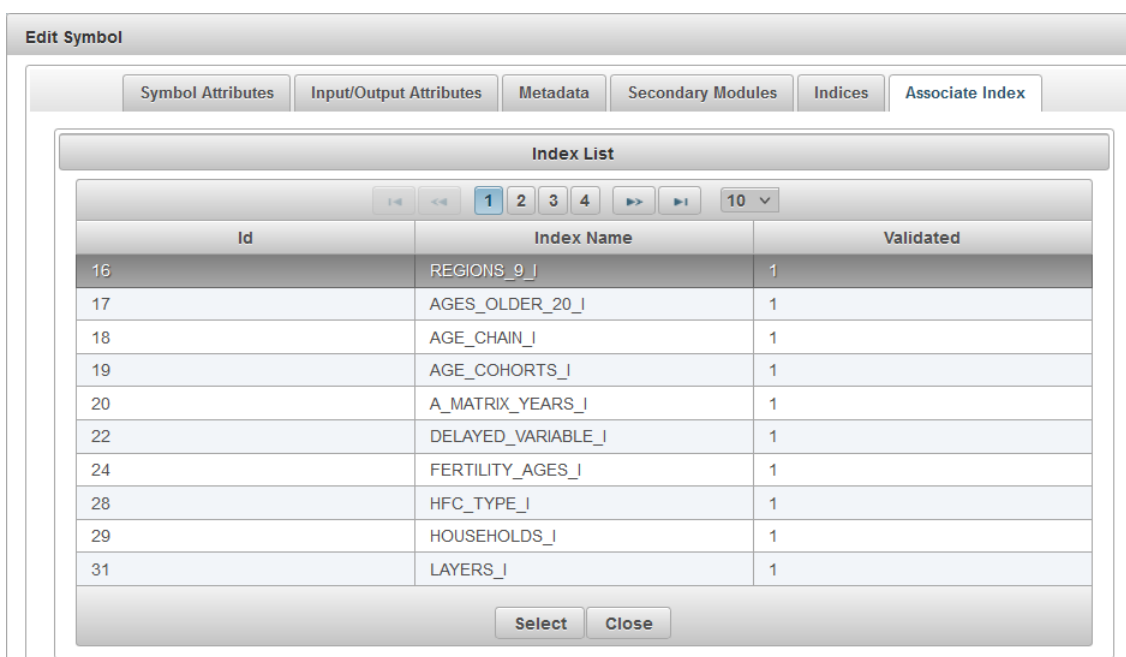 Edit Symbol
Symbol Attributes Input/Output Attributes Metadata Secondary Modules Indices Associate Index
Index List
1 2 3 4 10
Id Index Name Validated
16 REGIONS_9_I 1
17 AGES_OLDER_20_I 1
18 AGE_CHAIN_I 1
19 AGE_COHORTS_I 1
20 A_MATRIX_YEARS_I 1
22 DELAYED_VARIABLE_I 1
24 FERTILITY_AGES_I 1
28 HFC_TYPE_I 1
29 HOUSEHOLDS_I 1
31 LAYERS_I 1
Select Close